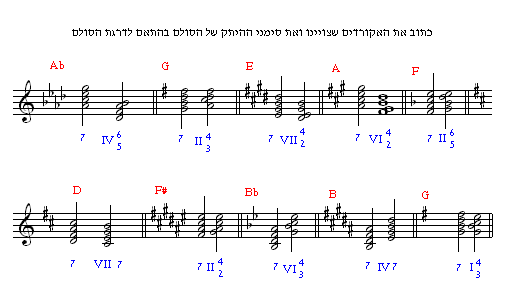 כתוב את האקורדים שצויינו ואת סימני ההיתק של הסולם בהתאם לדרגת הסולם
Ab G E A F
7 IV 6 5 7 II 4 3 7 VII 4 2 7 VI 4 2 7 II 6 5
D F# Bb B G
7 VII 7 7 II 4 2 7 VI 4 3 7 IV 7 7 I 4 3